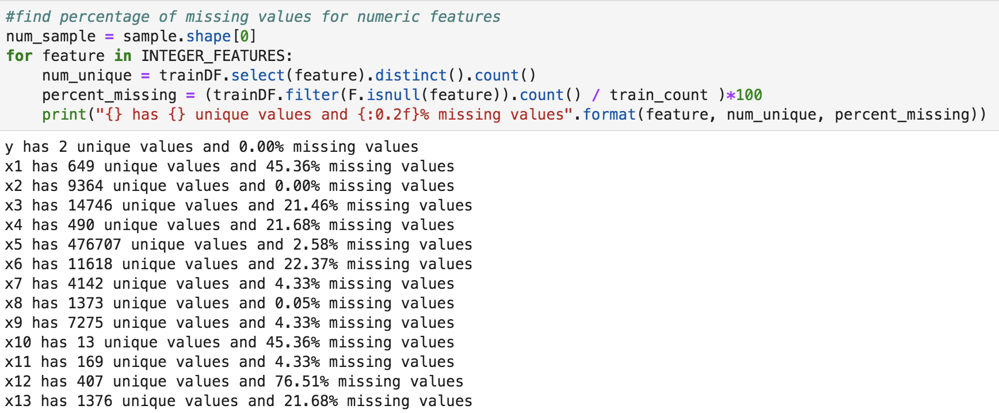 #find percentage of missing values for numeric features
num_sample = sample.shape[0]
for feature in INTEGER_FEATURES:
    num_unique = trainDF.select(feature).distinct().count()
    percent_missing = (trainDF.filter(F.isnull(feature)).count() / train_count )*100
    print("{} has {} unique values and {:0.2f}% missing values".format(feature, num_unique, percent_missing))
y has 2 unique values and 0.00% missing values
x1 has 649 unique values and 45.36% missing values
x2 has 9364 unique values and 0.00% missing values
x3 has 14746 unique values and 21.46% missing values
x4 has 490 unique values and 21.68% missing values
x5 has 476707 unique values and 2.58% missing values
x6 has 11618 unique values and 22.37% missing values
x7 has 4142 unique values and 4.33% missing values
x8 has 1373 unique values and 0.05% missing values
x9 has 7275 unique values and 4.33% missing values
x10 has 13 unique values and 45.36% missing values
x11 has 169 unique values and 4.33% missing values
x12 has 407 unique values and 76.51% missing values
x13 has 1376 unique values and 21.68% missing values